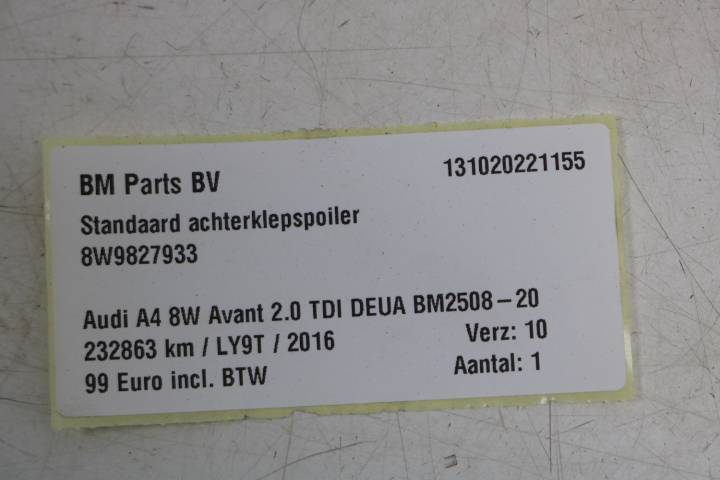 BM Parts BV 131020221155
Standaard achterklepspoiler
8W9827933
Audi A4 8W Avant 2.0 TDI DEUA BM2508-20
232863 km / LY9T / 2016 Verz: 10
99 Euro incl. BTW Aantal: 1